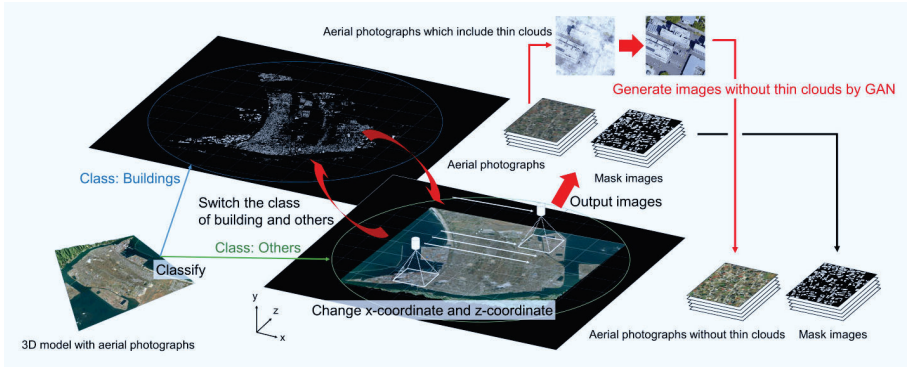 Aerial photographs which include thin clouds
Generate images without thin clouds by GAN
Aerial photographs
Mask images
Class: Buildings
Switch the class
of building and others
Output images
Class: Others
Classify
Change x-coordinate and z-coordinate
y
z
x
3D model with aerial photographs
Aerial photographs without thin clouds
Mask images